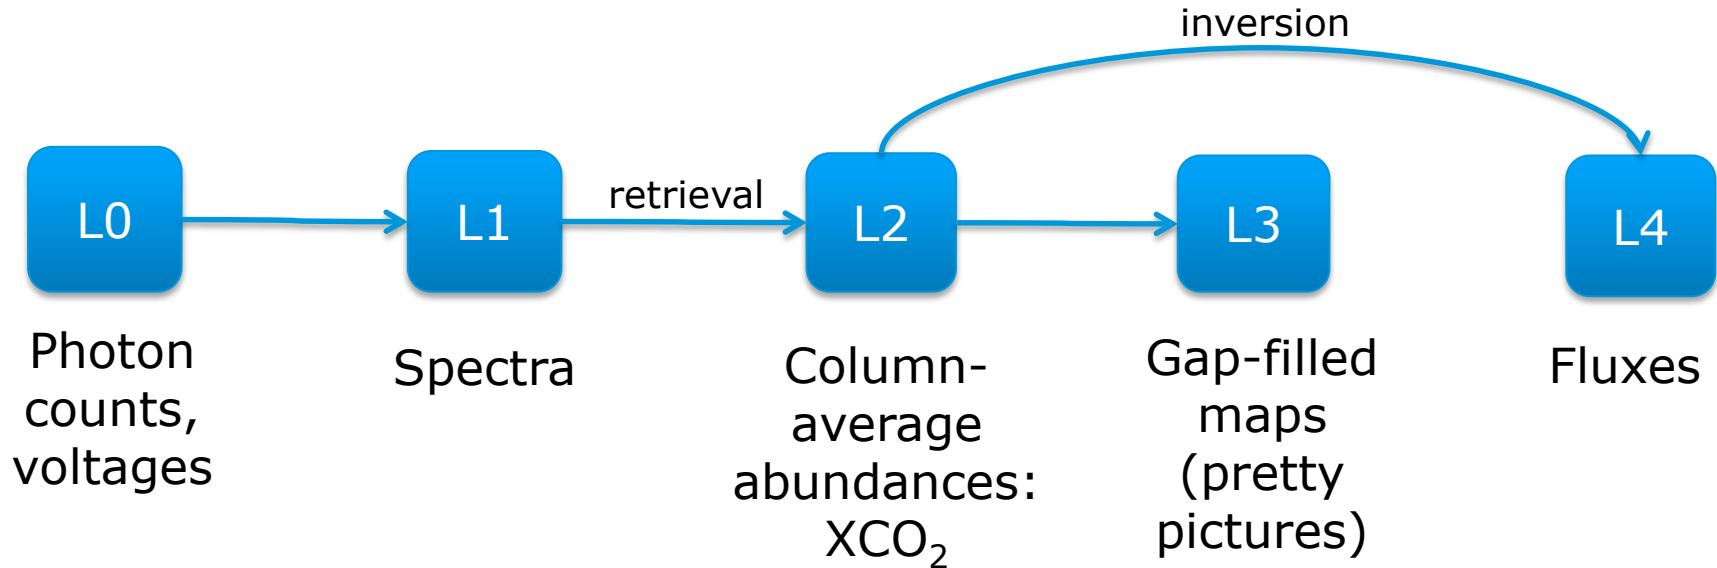 inversion
L0
L1
retrieval
L2
L3
L4
Photon
counts,
voltages
Spectra
Column-
average
abundances:
XCO₂
Gap-filled
maps
(pretty
pictures)
Fluxes